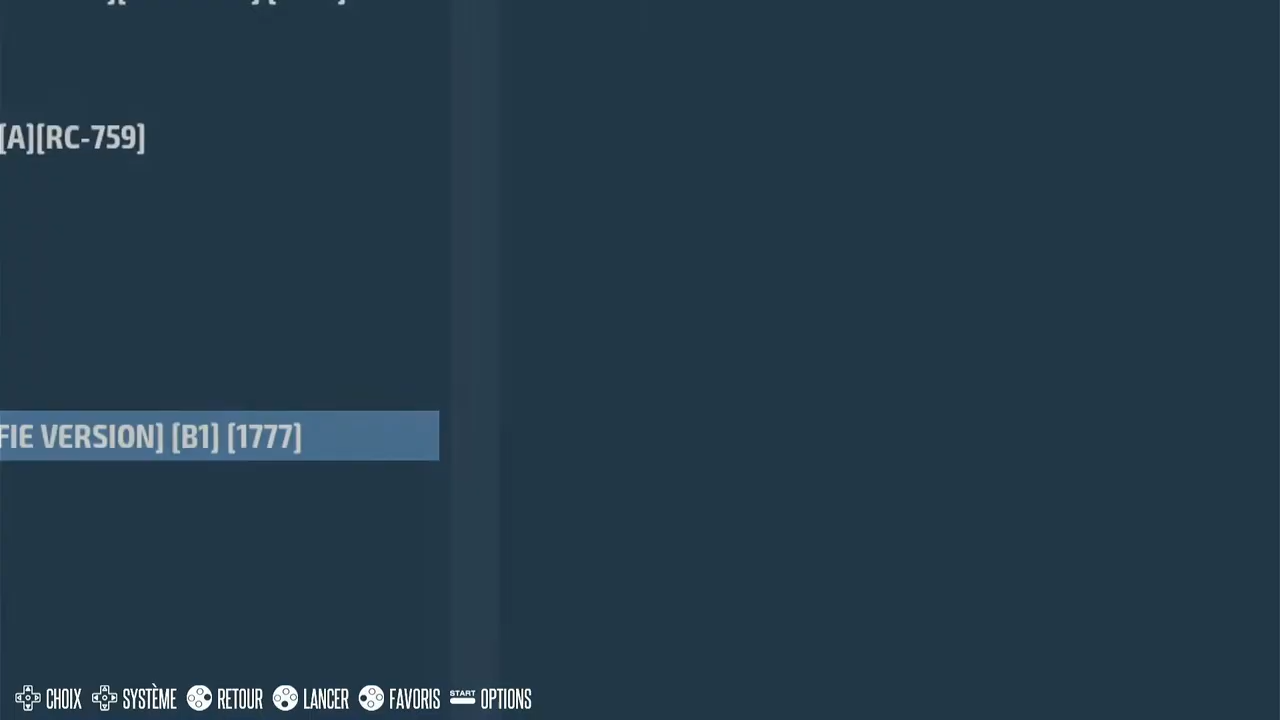 [A][RC-759]
FIE VERSION] [B1] [1777]
CHOIX SYSTÈME RETOUR LANCER FAVORIS START OPTIONS